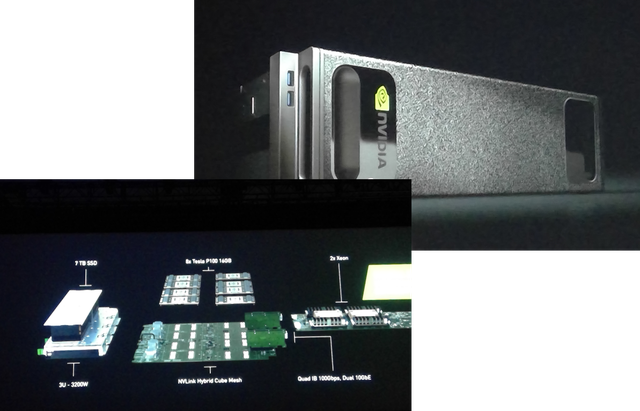 NVIDIA
7 TB SSD
8x Tesla P100 16GB
2x Xeon
3U - 3200W
NVLink Hybrid Cube Mesh
Quad IB 100Gbps, Dual 10GbE